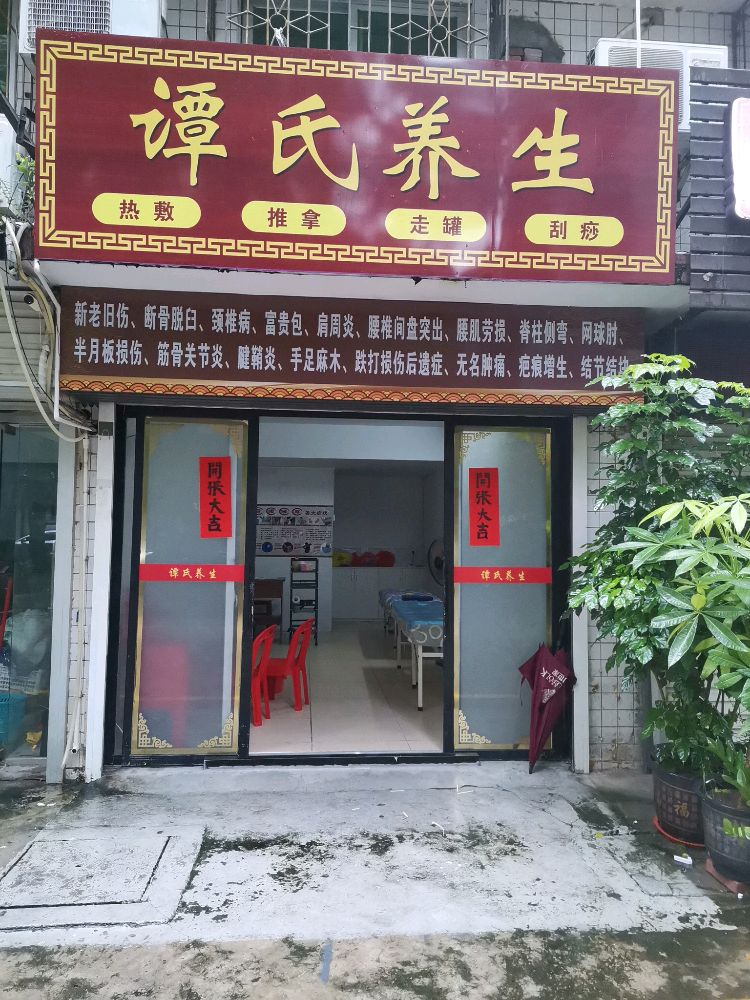 谭氏养生
热敷 推拿 走罐 刮痧
新老旧伤、断骨脱臼、颈椎病、富贵包、肩周炎、腰椎间盘突出、腰肌劳损、脊柱侧弯、网球肘、
半月板损伤、筋骨关节炎、腱鞘炎、手足麻木、跌打损伤后遗症、无名肿痛、疤痕增生、结节结块
開张大吉
開张大吉
谭氏养生
谭氏养生
福